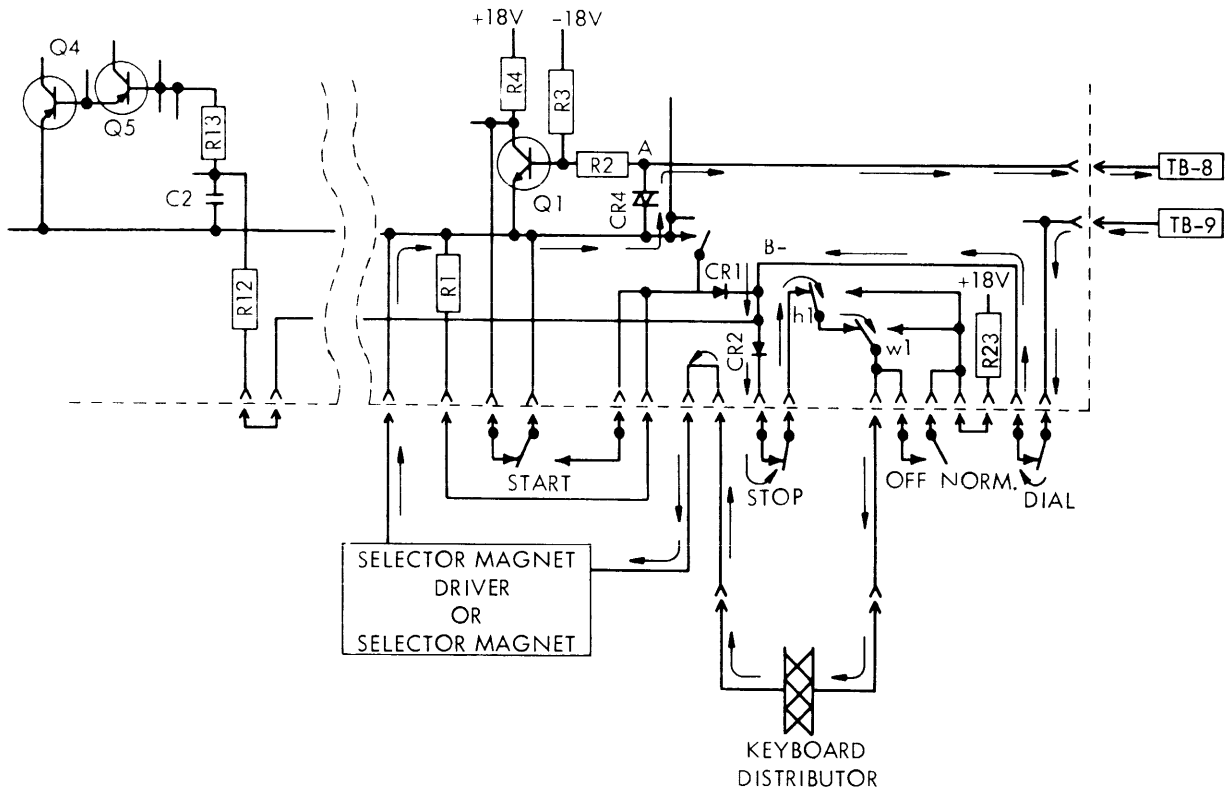 +18V
-18V
Q4
Q5
R13
C2
R12
R4
R3
Q1
R2
A
CR4
TB-8
TB-9
R1
CR1
B-
+18V
h1
w1
R23
CR2
START
STOP
OFF NORM.
DIAL
SELECTOR MAGNET
DRIVER
OR
SELECTOR MAGNET
KEYBOARD
DISTRIBUTOR